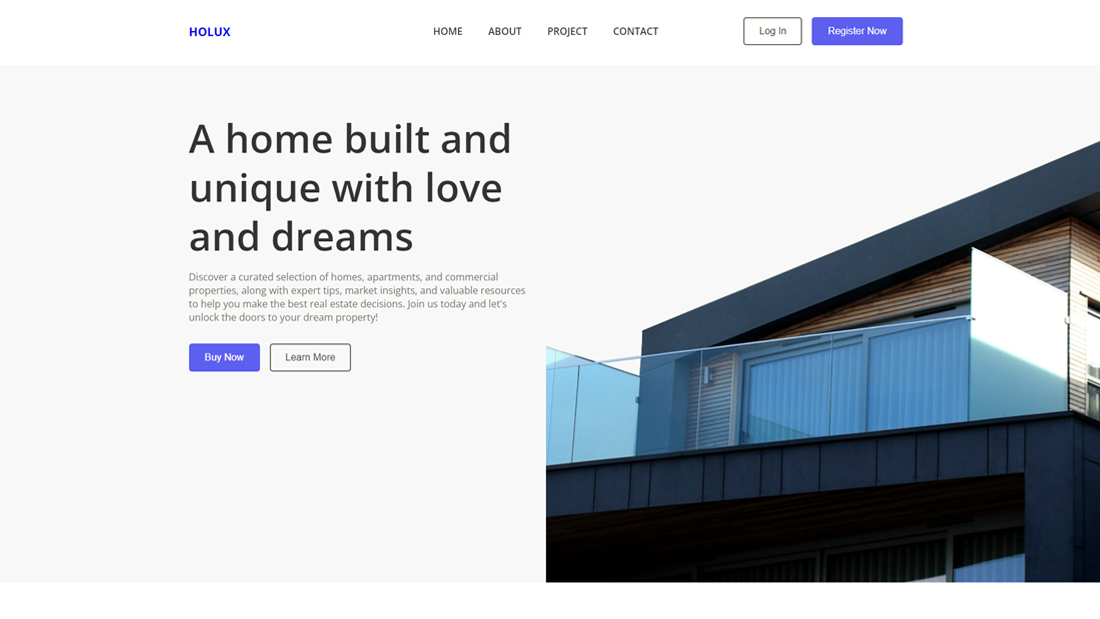 HOLUX
HOME ABOUT PROJECT CONTACT
Log In Register Now
A home built and
unique with love
and dreams
Discover a curated selection of homes, apartments, and commercial
properties, along with expert tips, market insights, and valuable resources
to help you make the best real estate decisions. Join us today and let's
unlock the doors to your dream property!
Buy Now Learn More